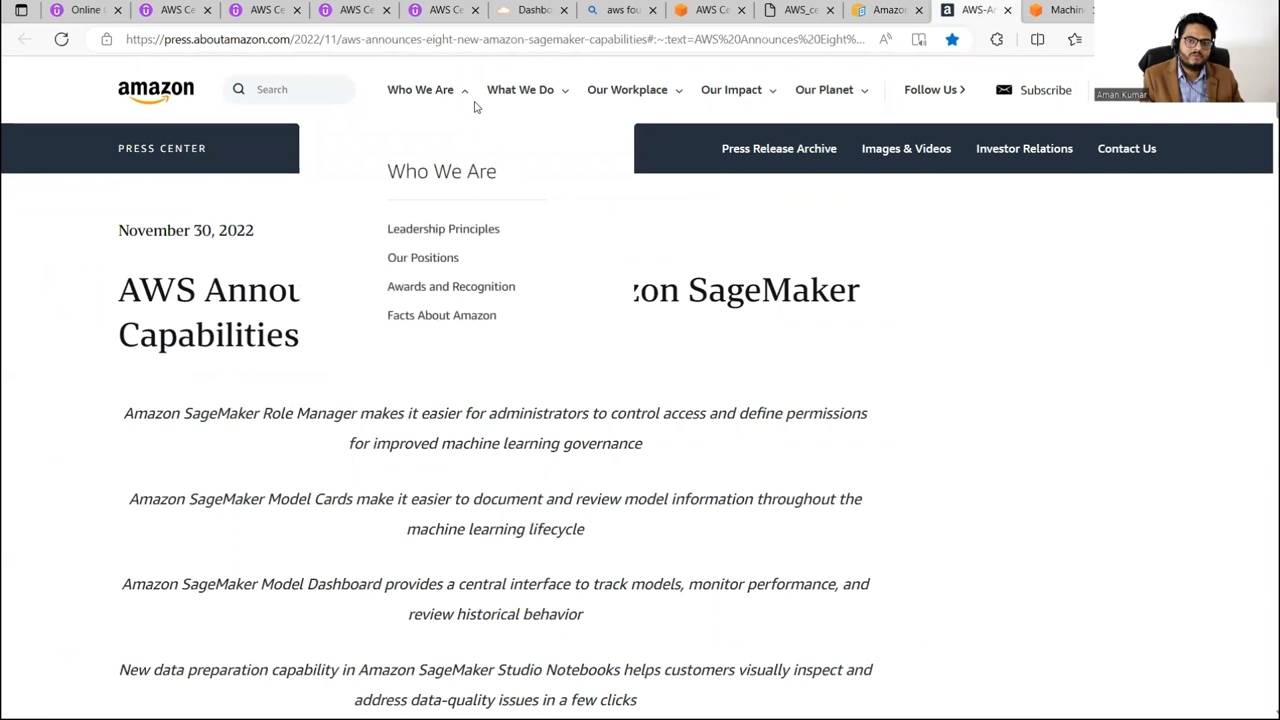 Online
AWS Ce
AWS Ce
AWS Ce
AWS Ce
Dashbo
aws fou
AWS Ce
AWS_ce
Amazo
AWS-A
Machin
https://press.aboutamazon.com/2022/11/aws-announces-eight-new-amazon-sagemaker-capabilities#:~:text=AWS%20Announces%20Eight%...
Aman Kumar
amazon
Search
Who We Are
What We Do
Our Workplace
Our Impact
Our Planet
Follow Us
Subscribe
PRESS CENTER
Press Release Archive
Images & Videos
Investor Relations
Contact Us
Who We Are
Leadership Principles
Our Positions
Awards and Recognition
Facts About Amazon
November 30, 2022
AWS Annou zon SageMaker
Capabilities
Amazon SageMaker Role Manager makes it easier for administrators to control access and define permissions
for improved machine learning governance
Amazon SageMaker Model Cards make it easier to document and review model information throughout the
machine learning lifecycle
Amazon SageMaker Model Dashboard provides a central interface to track models, monitor performance, and
review historical behavior
New data preparation capability in Amazon SageMaker Studio Notebooks helps customers visually inspect and
address data-quality issues in a few clicks